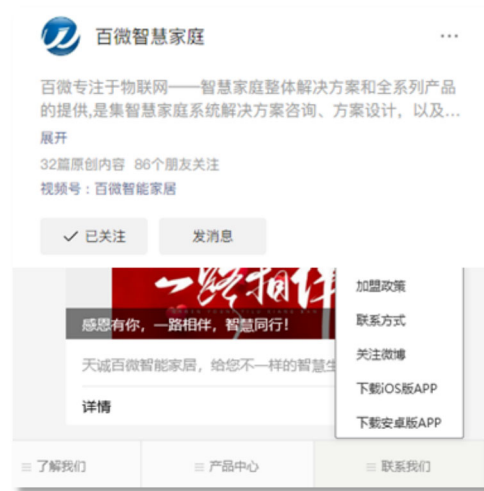 百微智慧家庭
百微专注于物联网——智慧家庭整体解决方案和全系列产品
的提供,是集智慧家庭系统解决方案咨询、方案设计，以及...
展开
32篇原创内容 86个朋友关注
视频号：百微智能家居
已关注
发消息
一路相伴
感恩有你，一路相伴，智慧同行！
天诚百微智能家居，给您不一样的智慧生
详情
加盟政策
联系方式
关注微博
下载iOS版APP
下载安卓版APP
了解我们
产品中心
联系我们